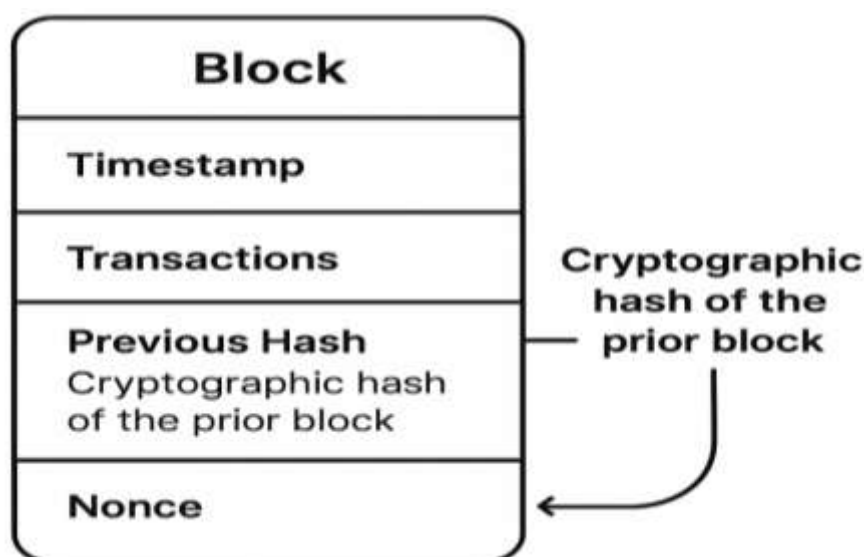 Block
Timestamp
Transactions
Previous Hash
Cryptographic hash
of the prior block
Nonce
Cryptographic
hash of the
prior block